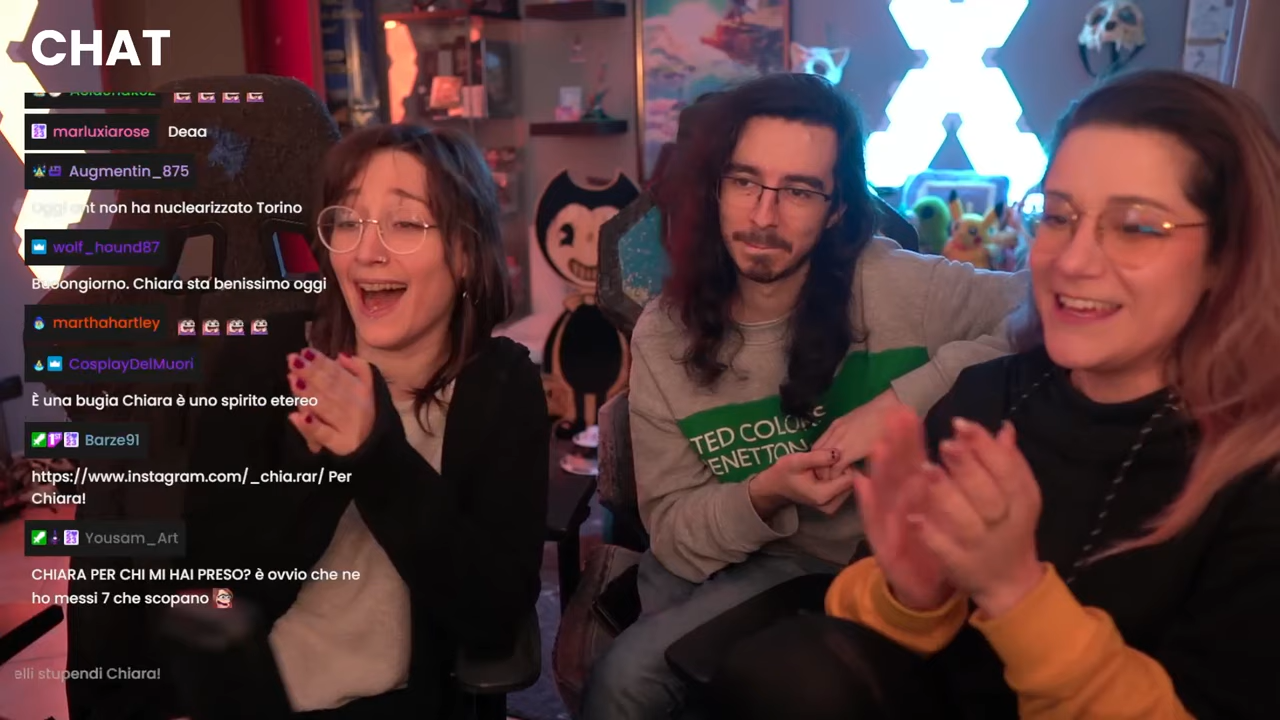 CHAT
marluxiarose Deaa
Augmentin_875
Oggi ant non ha nuclearizzato Torino
wolf_hound87
Buongiorno. Chiara sta benissimo oggi
marthahartley
CosplayDelMuori
È una bugia Chiara è uno spirito etereo
Barze91
https://www.instagram.com/_chia.rar/ Per
Chiara!
Yousam_Art
CHIARA PER CHI MI HAI PRESO? è ovvio che ne
ho messi 7 che scopano
elli stupendi Chiara!
TED COLORS
ENETTON